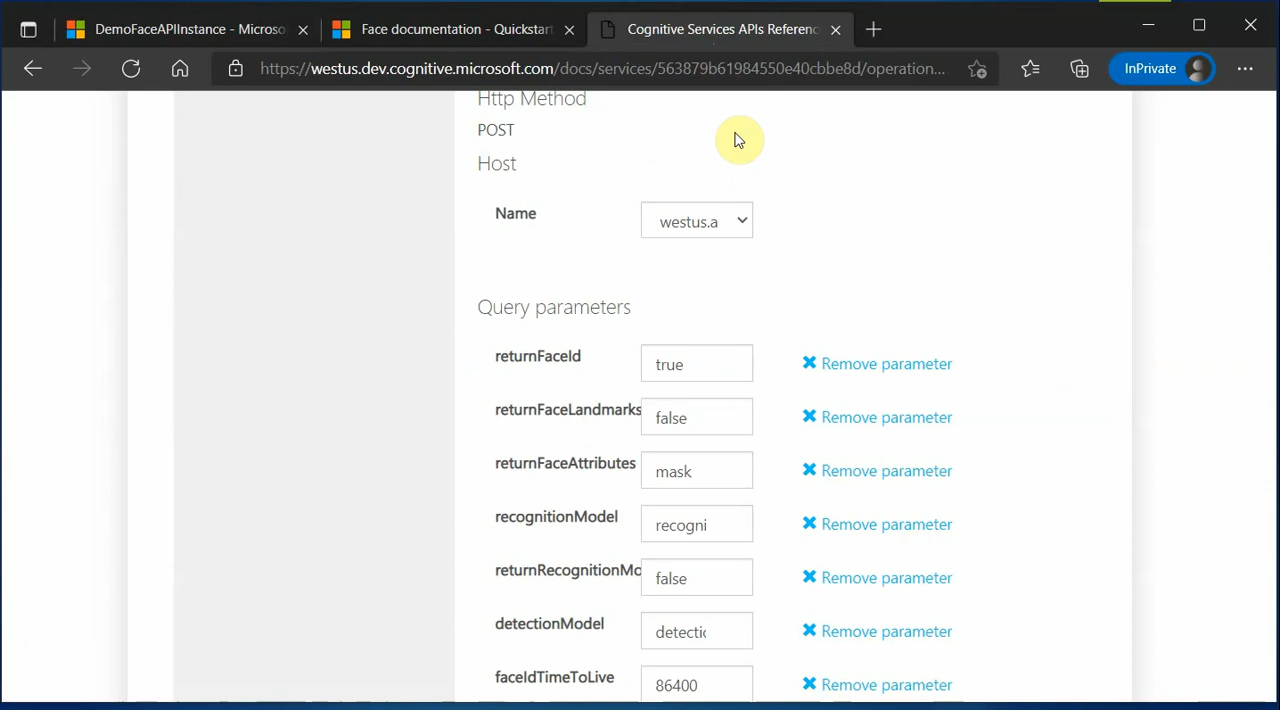 DemoFaceAPIInstance - Microso
Face documentation - Quickstart
Cognitive Services APIs Referenc
https://westus.dev.cognitive.microsoft.com/docs/services/563879b61984550e40cbbe8d/operation...
InPrivate
Http Method
POST
Host
Name westus.a
Query parameters
returnFaceId true Remove parameter
returnFaceLandmarks false Remove parameter
returnFaceAttributes mask Remove parameter
recognitionModel recogni Remove parameter
returnRecognitionMo false Remove parameter
detectionModel detectic Remove parameter
faceIdTimeToLive 86400 Remove parameter